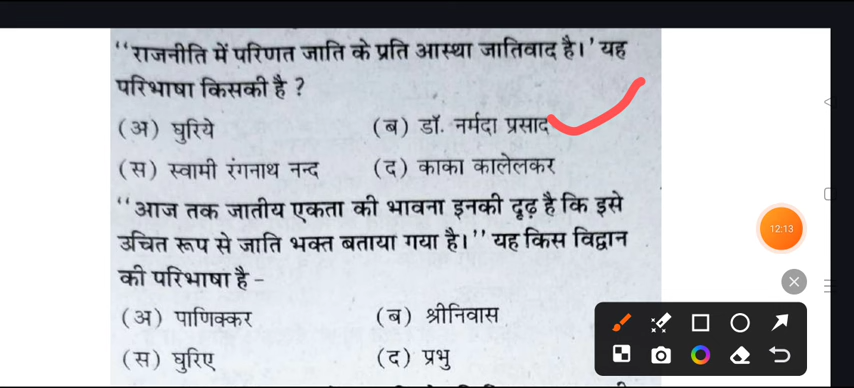 ‘‘राजनीति में परिणत जाति के प्रति आस्था जातिवाद है।’ यह
परिभाषा किसकी है ?
(अ) घुरिये (ब) डॉ. नर्मदा प्रसाद
(स) स्वामी रंगनाथ नन्द (द) काका कालेलकर
‘‘आज तक जातीय एकता की भावना इनकी दृढ़ है कि इसे
उचित रूप से जाति भक्त बताया गया है।’’ यह किस विद्वान
की परिभाषा है –
(अ) पाणिक्कर (ब) श्रीनिवास
(स) घुरिए (द) प्रभु
12:13